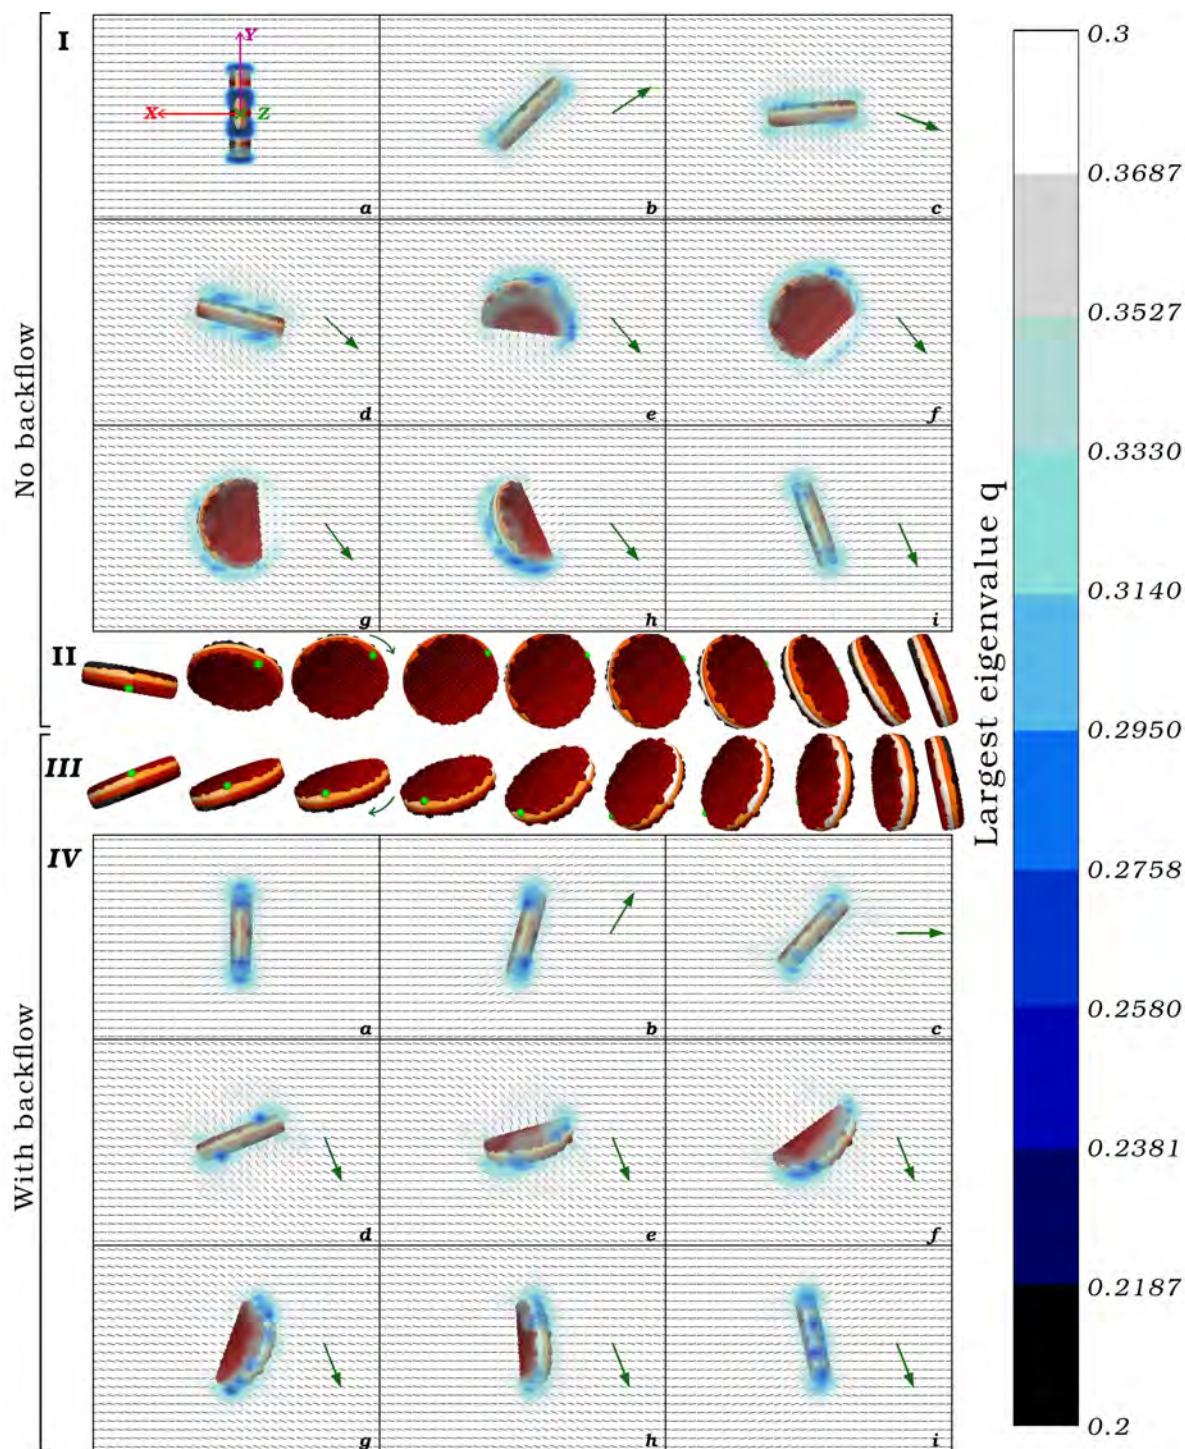 I
Y
X
Z
a
b
c
d
e
f
g
h
i
No backflow
II
III
With backflow
IV
a
b
c
d
e
f
g
h
i
Largest eigenvalue q
0.3
0.3687
0.3527
0.3330
0.3140
0.2950
0.2758
0.2580
0.2381
0.2187
0.2